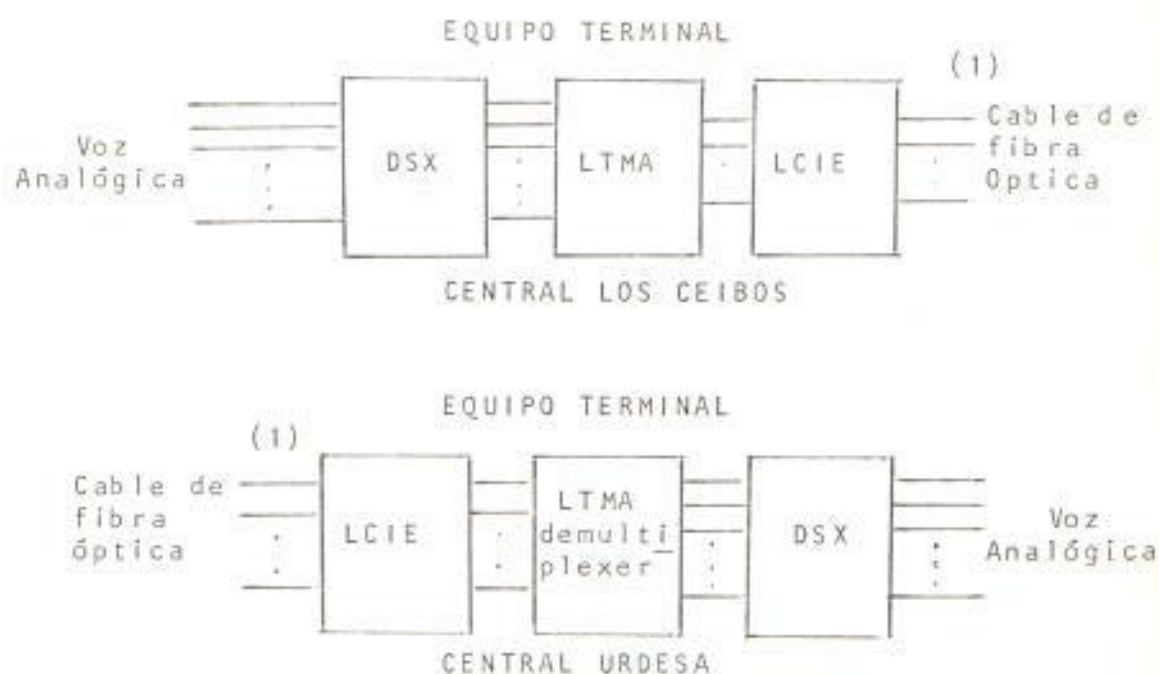 EQUIPO TERMINAL
(1)
Voz
Analógica
DSX
LTMA
LCIE
Cable de
fibra
Optica
CENTRAL LOS CEIBOS
EQUIPO TERMINAL
(1)
Cable de
fibra
óptica
LCIE
LTMA
demulti
plexer
DSX
Voz
Analógica
CENTRAL URDESA